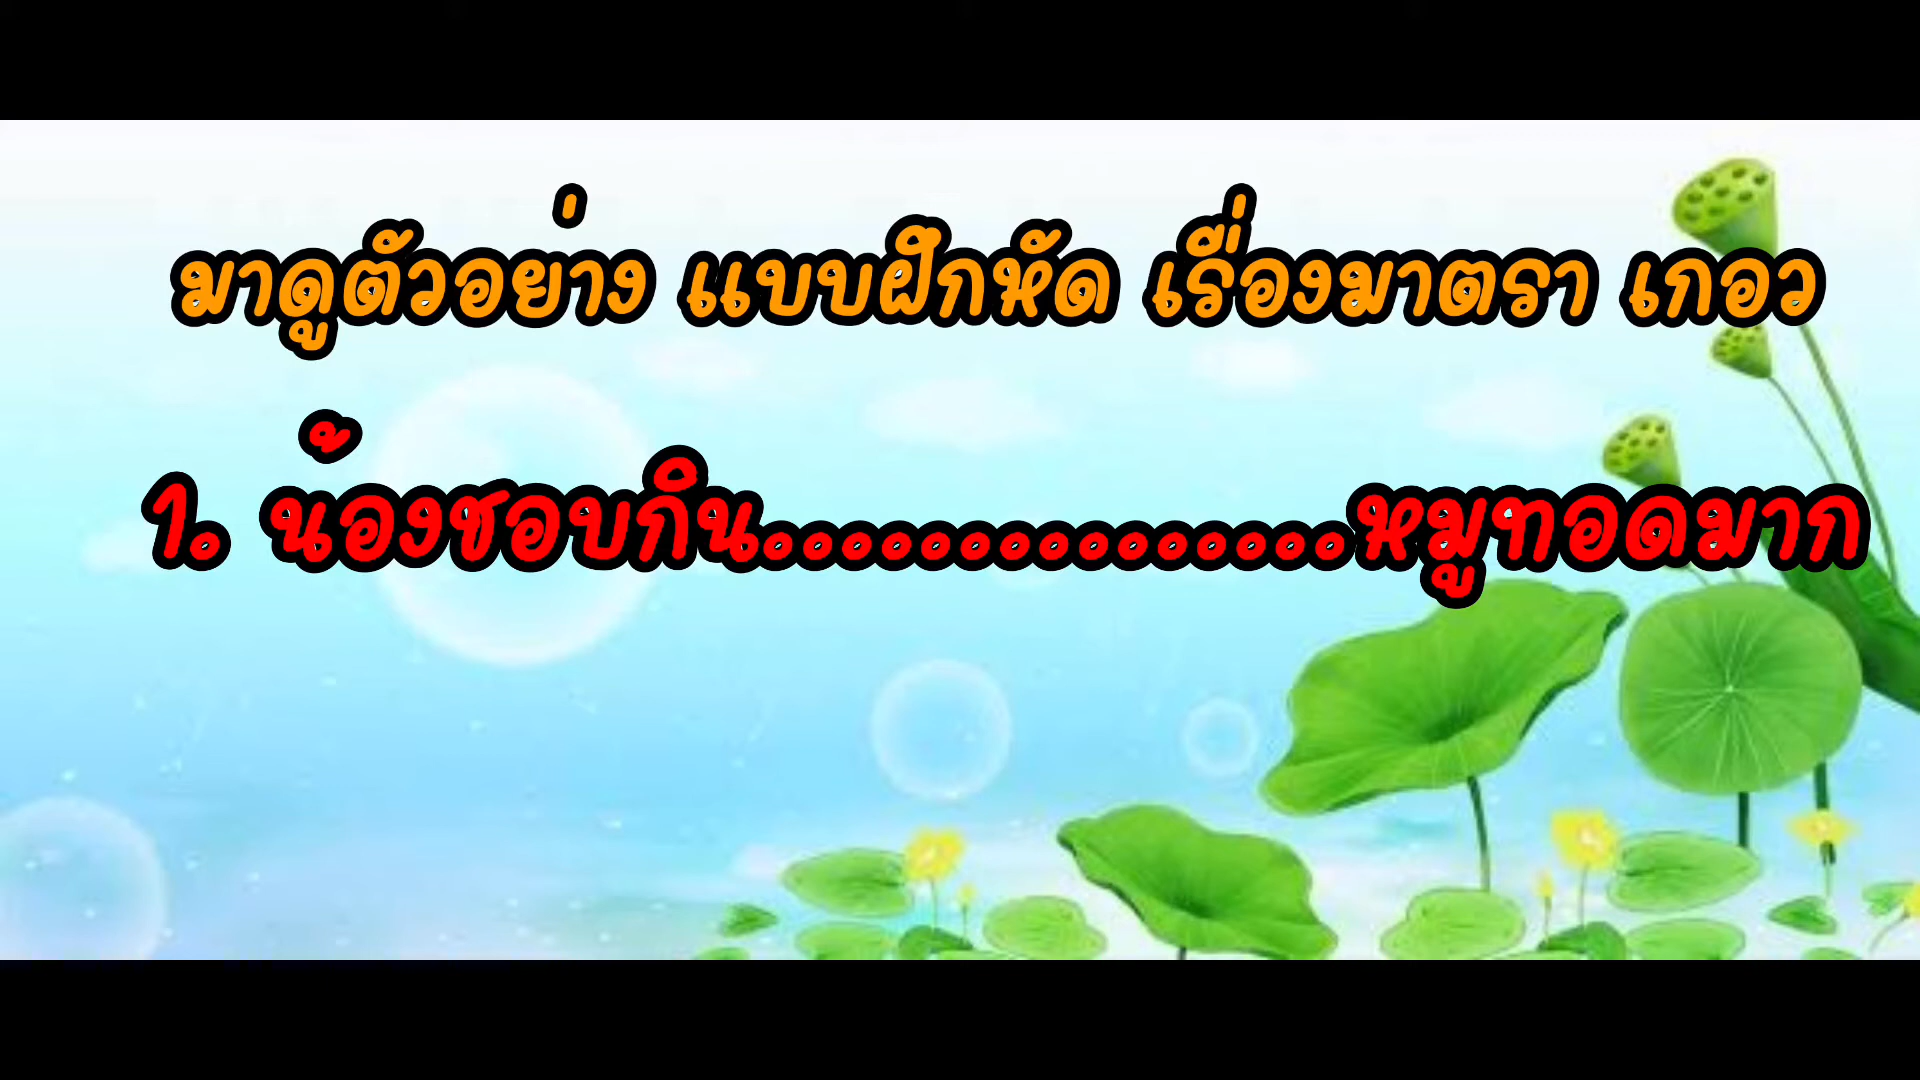 มาดูตัวอย่าง แบบฝึกหัด เรื่องมาตรา เกอว
1. น้องชอบกิน...............หมูทอดมาก